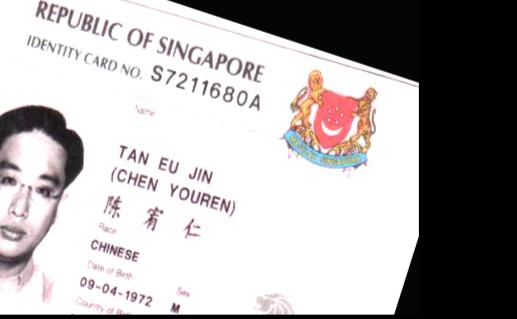 REPUBLIC OF SINGAPORE
IDENTITY CARD NO. S7211680A
Name
TAN EU JIN
(CHEN YOUREN)
陈 宥 仁
Race
CHINESE
Date of Birth
Sex
09-04-1972
M
Country of